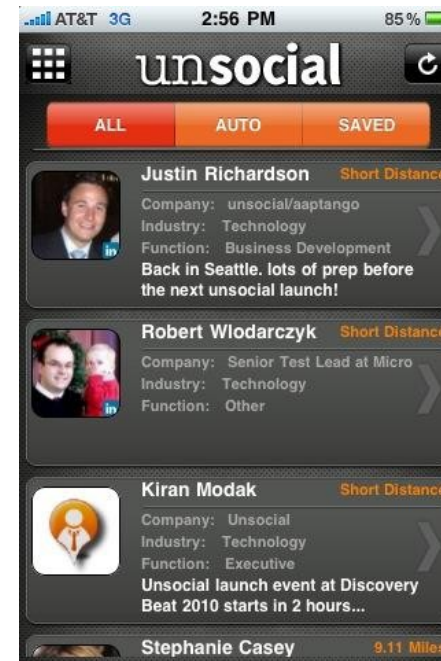 AT&T 3G 2:56 PM 85%
unsocial
ALL AUTO SAVED
Justin Richardson Short Distance
Company: unsocial/aaptango
Industry: Technology
Function: Business Development
Back in Seattle. lots of prep before
the next unsocial launch!
in
Robert Wlodarczyk Short Distance
Company: Senior Test Lead at Micro
Industry: Technology
Function: Other
in
Kiran Modak Short Distance
Company: Unsocial
Industry: Technology
Function: Executive
Unsocial launch event at Discovery
Beat 2010 starts in 2 hours...
Stephanie Casey 9.11 Miles